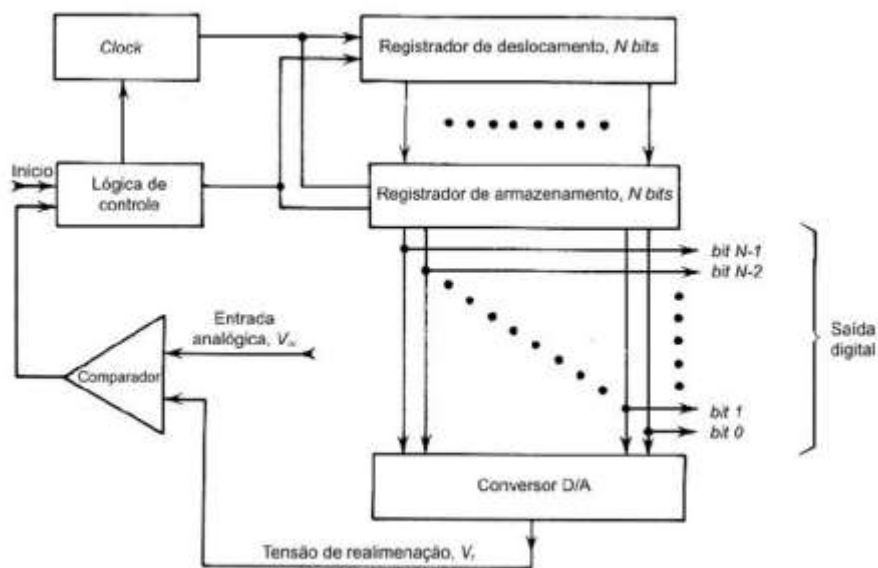 Clock
Registrador de deslocamento, N bits
Início
Lógica de
controle
Registrador de armazenamento, N bits
bit N-1
bit N-2
Entrada
analógica, V
Saída
digital
Comparador
bit 1
bit 0
Conversor D/A
Tensão de realimenação, Vr